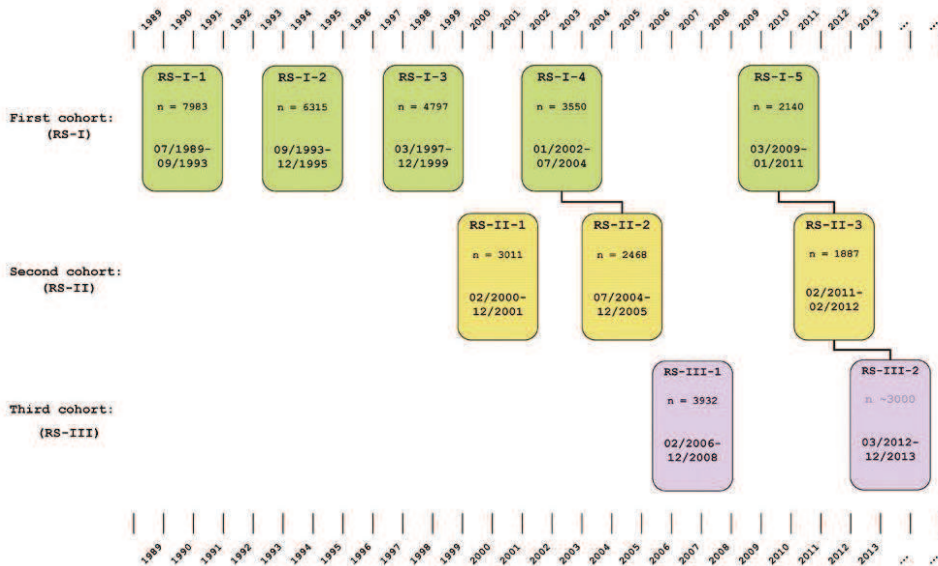 1989 1990 1991 1992 1993 1994 1995 1996 1997 1998 1999 2000 2001 2002 2003 2004 2005 2006 2007 2008 2009 2010 2011 2012 2013 ... ...
First cohort:
(RS-I)
RS-I-1
n = 7983
07/1989-
09/1993
RS-I-2
n = 6315
09/1993-
12/1995
RS-I-3
n = 4797
03/1997-
12/1999
RS-I-4
n = 3550
01/2002-
07/2004
RS-I-5
n = 2140
03/2009-
01/2011
Second cohort:
(RS-II)
RS-II-1
n = 3011
02/2000-
12/2001
RS-II-2
n = 2468
07/2004-
12/2005
RS-II-3
n = 1887
02/2011-
02/2012
Third cohort:
(RS-III)
RS-III-1
n = 3932
02/2006-
12/2008
RS-III-2
n ~3000
03/2012-
12/2013
1989 1990 1991 1992 1993 1994 1995 1996 1997 1998 1999 2000 2001 2002 2003 2004 2005 2006 2007 2008 2009 2010 2011 2012 2013 ... ...